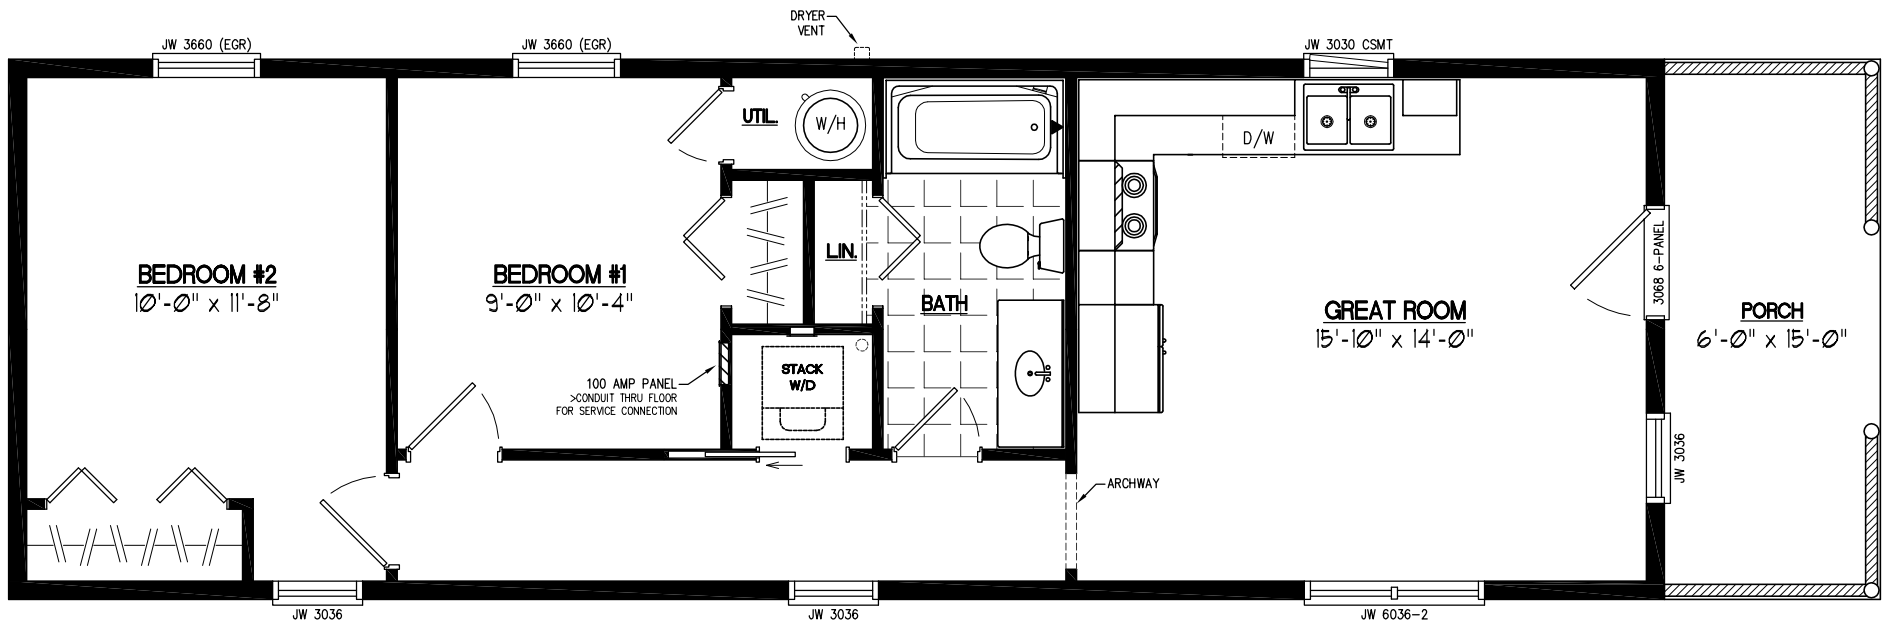 DRYER
VENT
JW 3660 (EGR)
JW 3660 (EGR)
JW 3030 CSMT
UTIL.
W/H
D/W
3068 6-PANEL
LIN.
BEDROOM #2
10'-0" x 11'-8"
BEDROOM #1
9'-0" x 10'-4"
BATH
GREAT ROOM
15'-10" x 14'-0"
PORCH
6'-0" x 15'-0"
STACK
W/D
100 AMP PANEL
>CONDUIT THRU FLOOR
FOR SERVICE CONNECTION
JW 3036
ARCHWAY
JW 3036
JW 3036
JW 6036-2